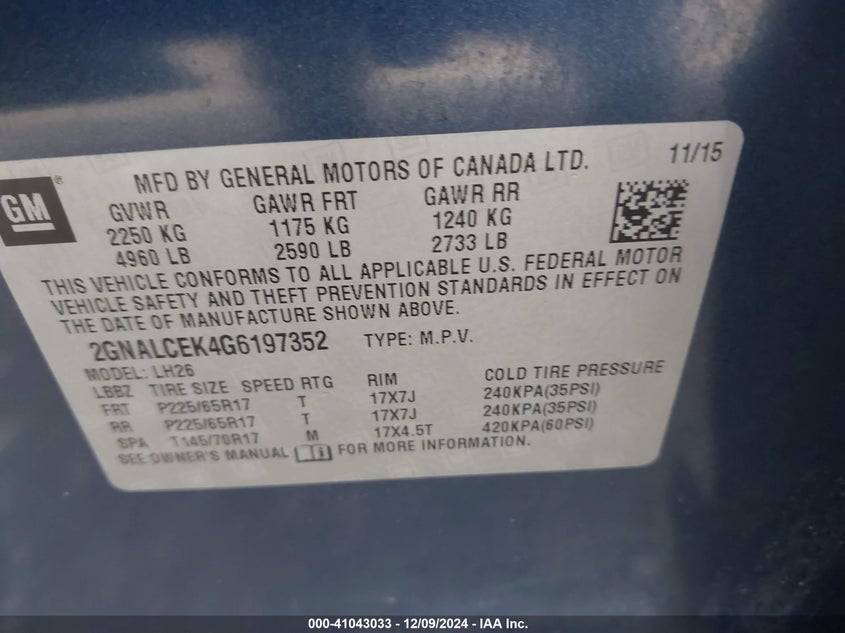 MFD BY GENERAL MOTORS OF CANADA LTD. 11/15
GM®
GVWR GAWR FRT GAWR RR
2250 KG 1175 KG 1240 KG
4960 LB 2590 LB 2733 LB
THIS VEHICLE CONFORMS TO ALL APPLICABLE U.S. FEDERAL MOTOR
VEHICLE SAFETY AND THEFT PREVENTION STANDARDS IN EFFECT ON
THE DATE OF MANUFACTURE SHOWN ABOVE.
2GNALCEK4G6197352 TYPE: M.P.V.
MODEL: LH26
LBBZ TIRE SIZE SPEED RTG RIM COLD TIRE PRESSURE
FRT P225/65R17 T 17X7J 240KPA(35PSI)
RR P225/65R17 T 17X7J 240KPA(35PSI)
SPA T145/70R17 M 17X4.5T 420KPA(60PSI)
SEE OWNER'S MANUAL FOR MORE INFORMATION.
000-41043033 - 12/09/2024 - IAA Inc.